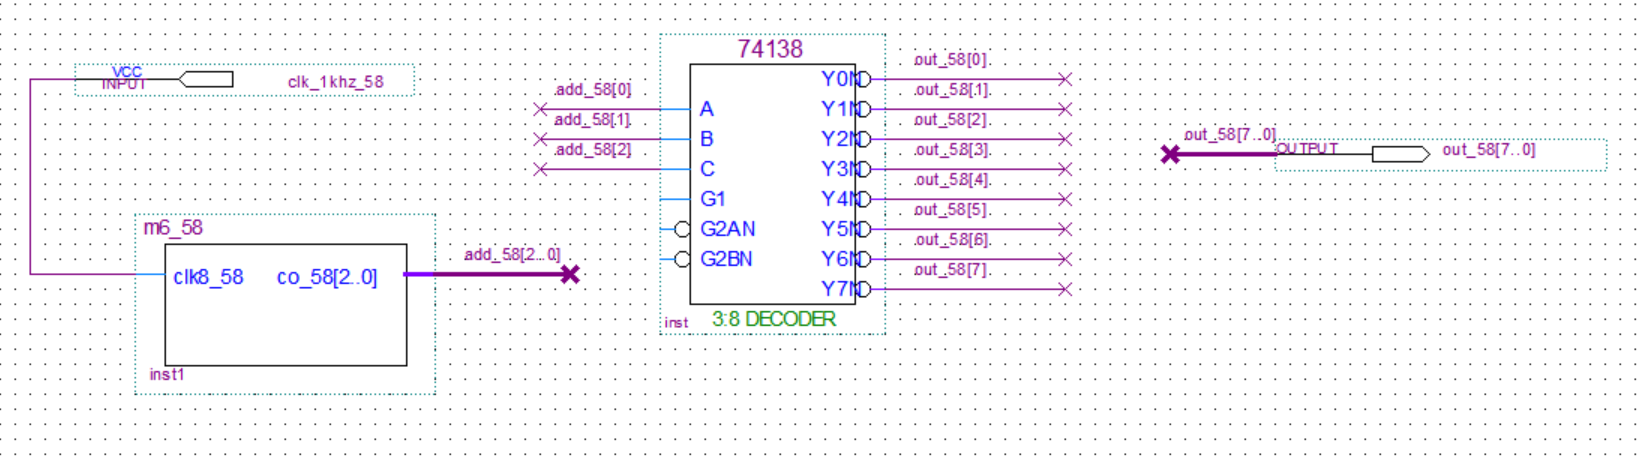 VCC
INPUT
clk_1khz_58
m6_58
clk8_58
co_58[2..0]
inst1
add_58[2..0]
74138
add_58[0]
add_58[1]
add_58[2]
A
B
C
G1
G2AN
G2BN
Y0N
Y1N
Y2N
Y3N
Y4N
Y5N
Y6N
Y7N
inst
3:8 DECODER
out_58[0]
out_58[1]
out_58[2]
out_58[3]
out_58[4]
out_58[5]
out_58[6]
out_58[7]
out_58[7..0]
OUTPUT
out_58[7..0]